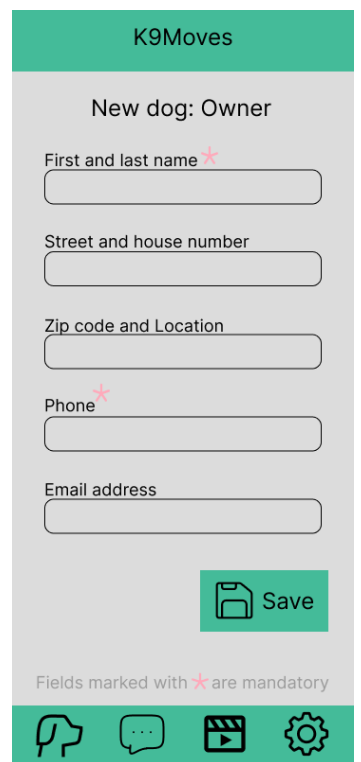 K9Moves
New dog: Owner
First and last name*
Street and house number
Zip code and Location
Phone*
Email address
Save
Fields marked with * are mandatory